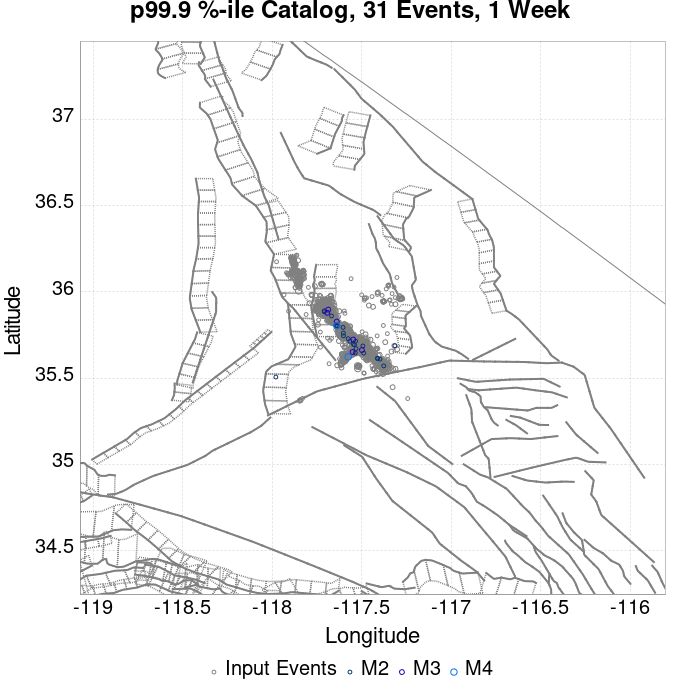 p99.9 %-ile Catalog, 31 Events, 1 Week
37
36.5
36
35.5
35
34.5
Latitude
-119 -118.5 -118 -117.5 -117 -116.5 -116
Longitude
Input Events M2 M3 M4